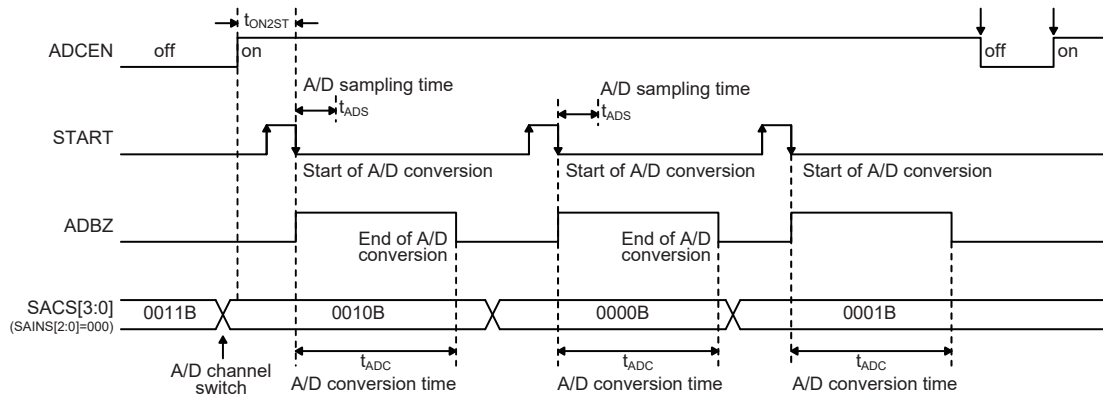 tON2ST
ADCEN off on off on
A/D sampling time A/D sampling time
tADS tADS
START
Start of A/D conversion Start of A/D conversion Start of A/D conversion
ADBZ
End of A/D conversion End of A/D conversion
SACS[3:0]
(SAINS[2:0]=000)
0011B 0010B 0000B 0001B
A/D channel switch
tADC tADC tADC
A/D conversion time A/D conversion time A/D conversion time